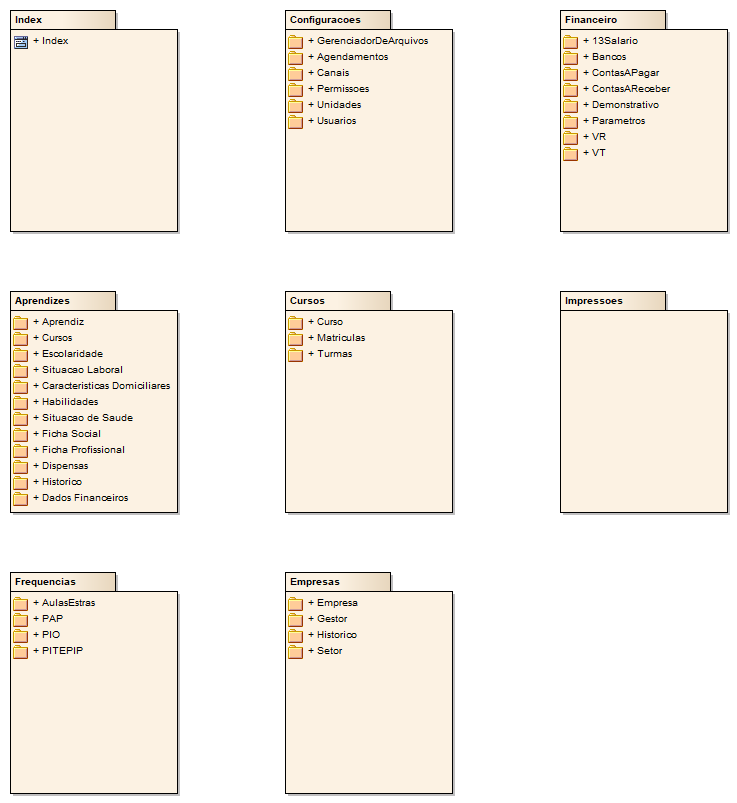 Index
+ Index
Configuracoes
+ GerenciadorDeArquivos
+ Agendamentos
+ Canais
+ Permissoes
+ Unidades
+ Usuarios
Financeiro
+ 13Salario
+ Bancos
+ ContasAPagar
+ ContasAReceber
+ Demonstrativo
+ Parametros
+ VR
+ VT
Aprendizes
+ Aprendiz
+ Cursos
+ Escolaridade
+ Situacao Laboral
+ Caracteristicas Domiciliares
+ Habilidades
+ Situacao de Saude
+ Ficha Social
+ Ficha Profissional
+ Dispensas
+ Historico
+ Dados Financeiros
Cursos
+ Curso
+ Matriculas
+ Turmas
Impressoes
Frequencias
+ AulasEstras
+ PAP
+ PIO
+ PITEPIP
Empresas
+ Empresa
+ Gestor
+ Historico
+ Setor